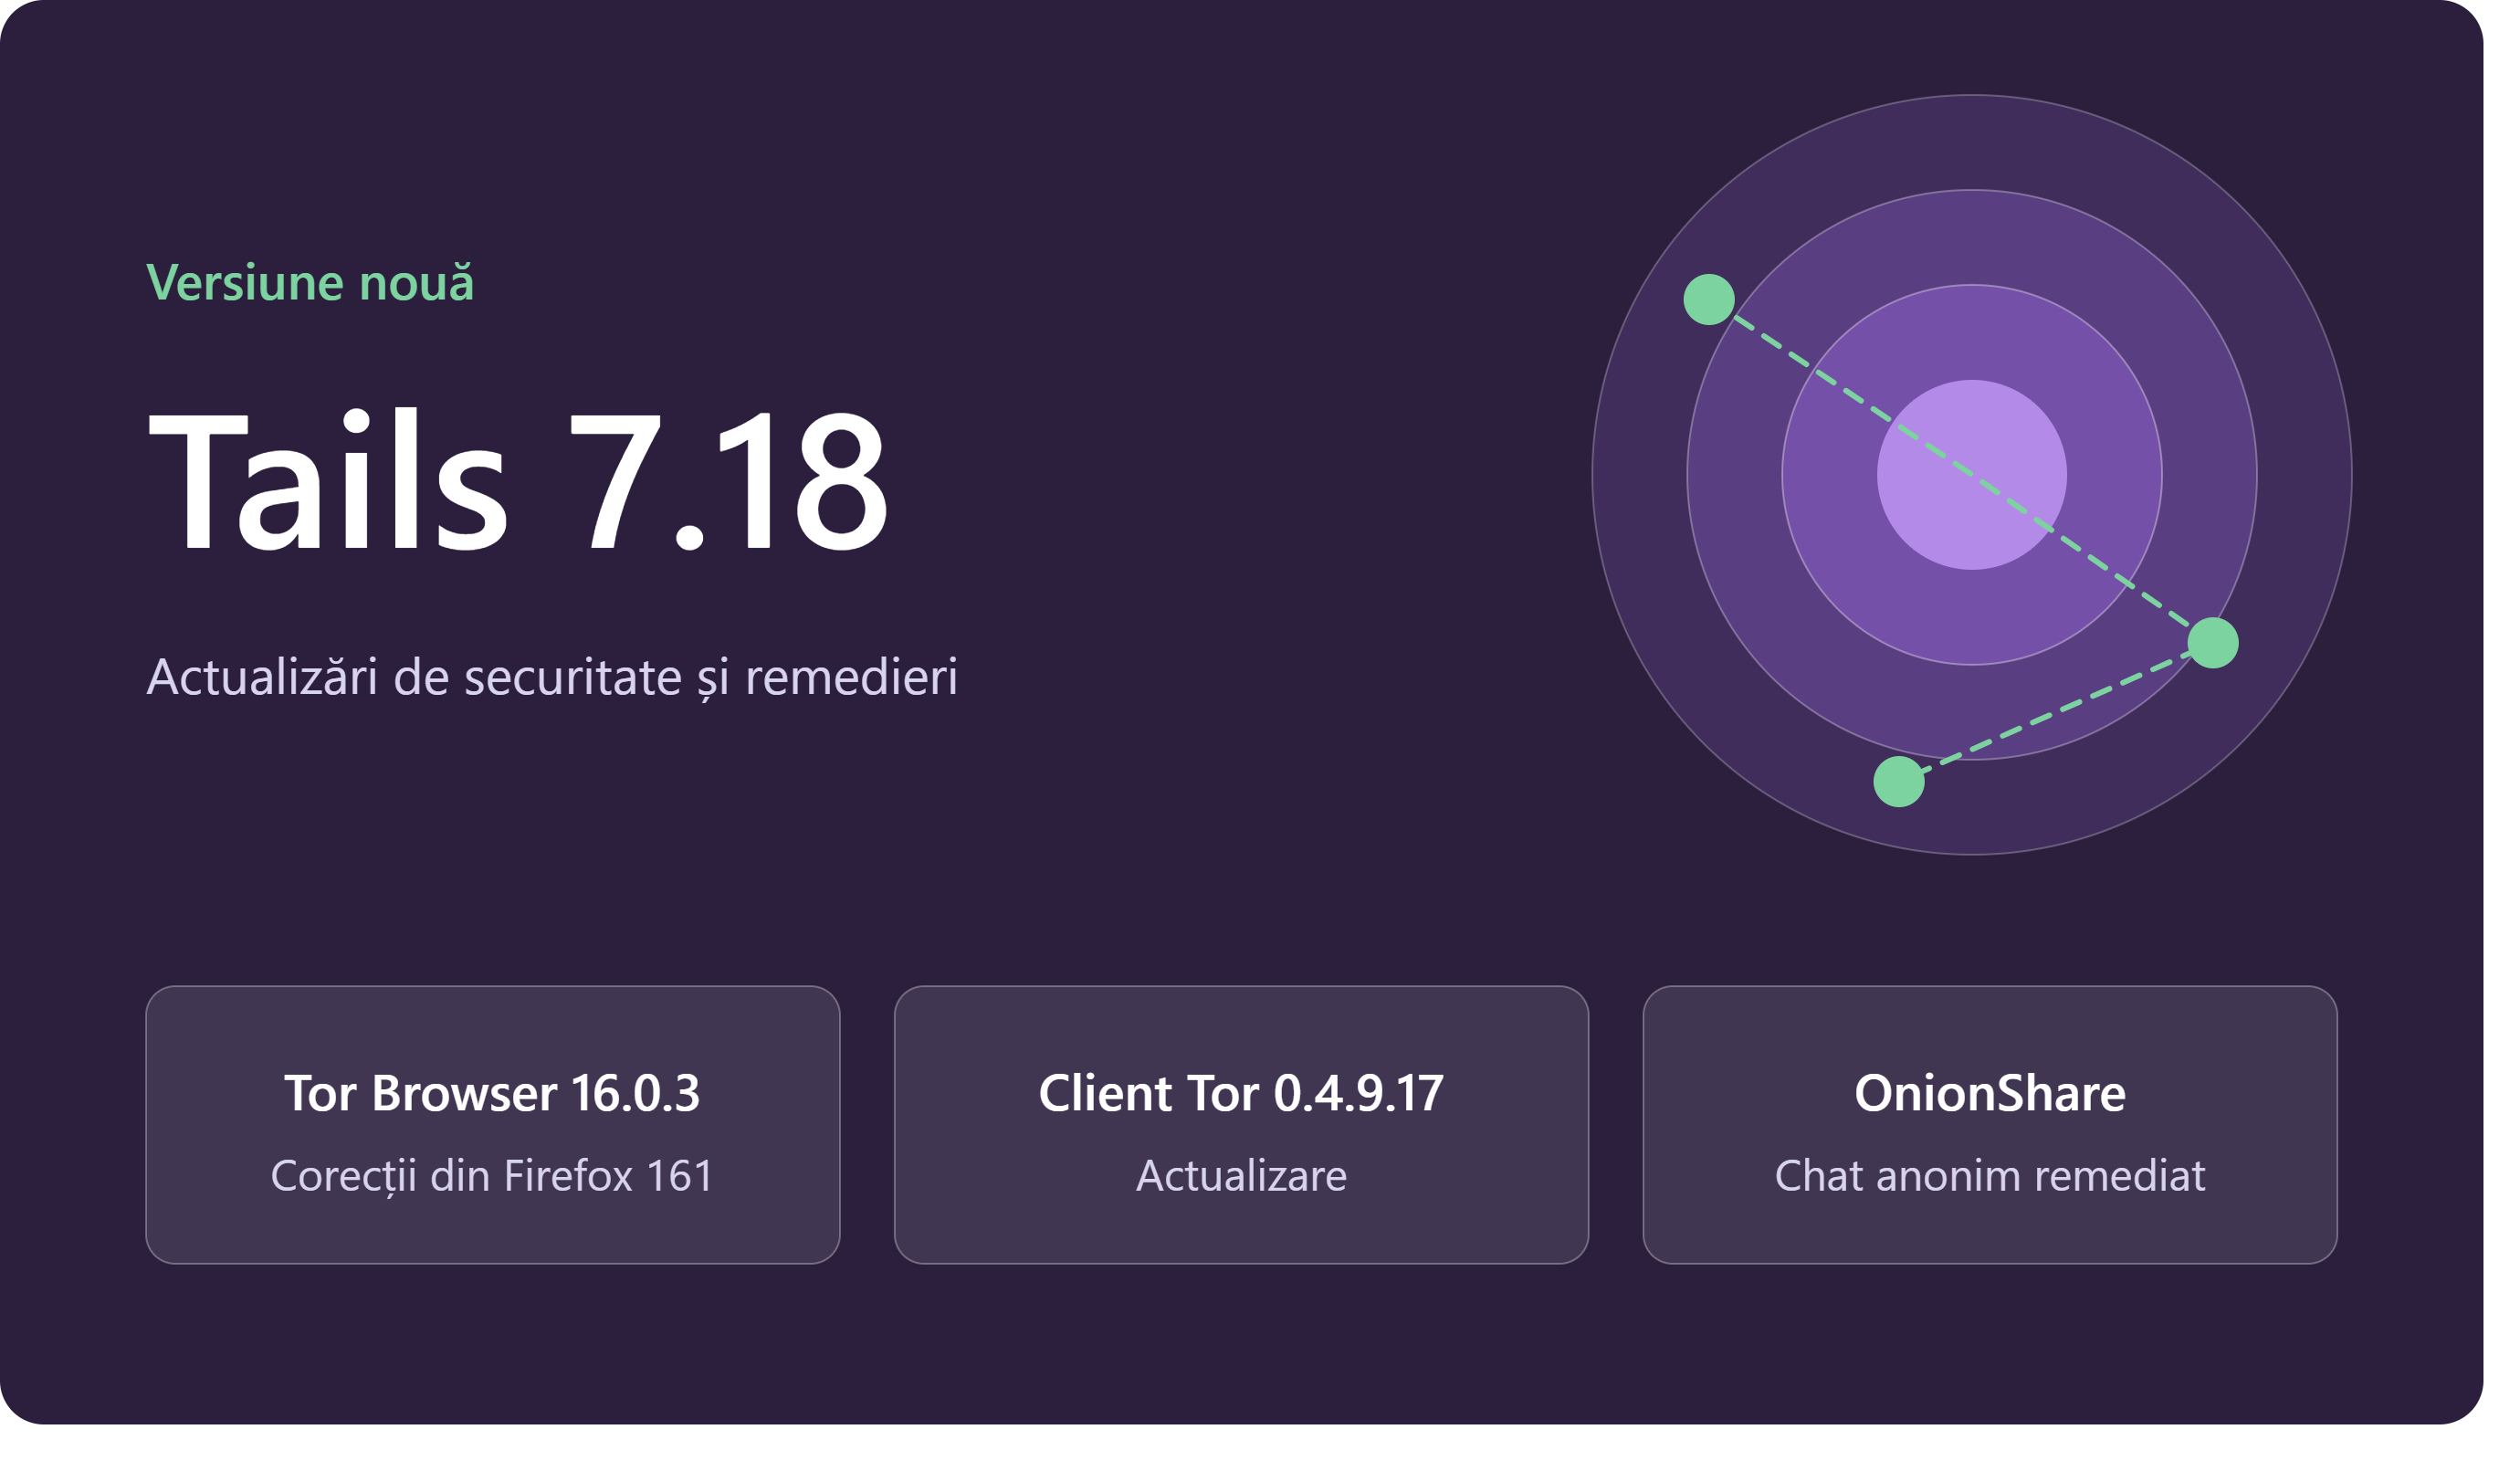 Versiune nouă
Tails 7.18
Actualizări de securitate și remedieri
Tor Browser 16.0.3
Corecții din Firefox 161
Client Tor 0.4.9.17
Actualizare
OnionShare
Chat anonim remediat